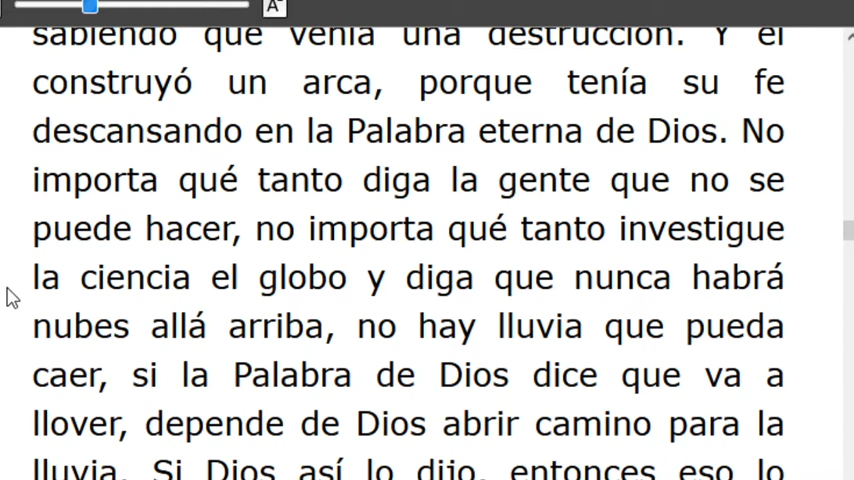 A
sabiendo que venía una destrucción. Y él
construyó un arca, porque tenía su fe
descansando en la Palabra eterna de Dios. No
importa qué tanto diga la gente que no se
puede hacer, no importa qué tanto investigue
la ciencia el globo y diga que nunca habrá
nubes allá arriba, no hay lluvia que pueda
caer, si la Palabra de Dios dice que va a
llover, depende de Dios abrir camino para la
lluvia. Si Dios así lo dijo, entonces eso lo